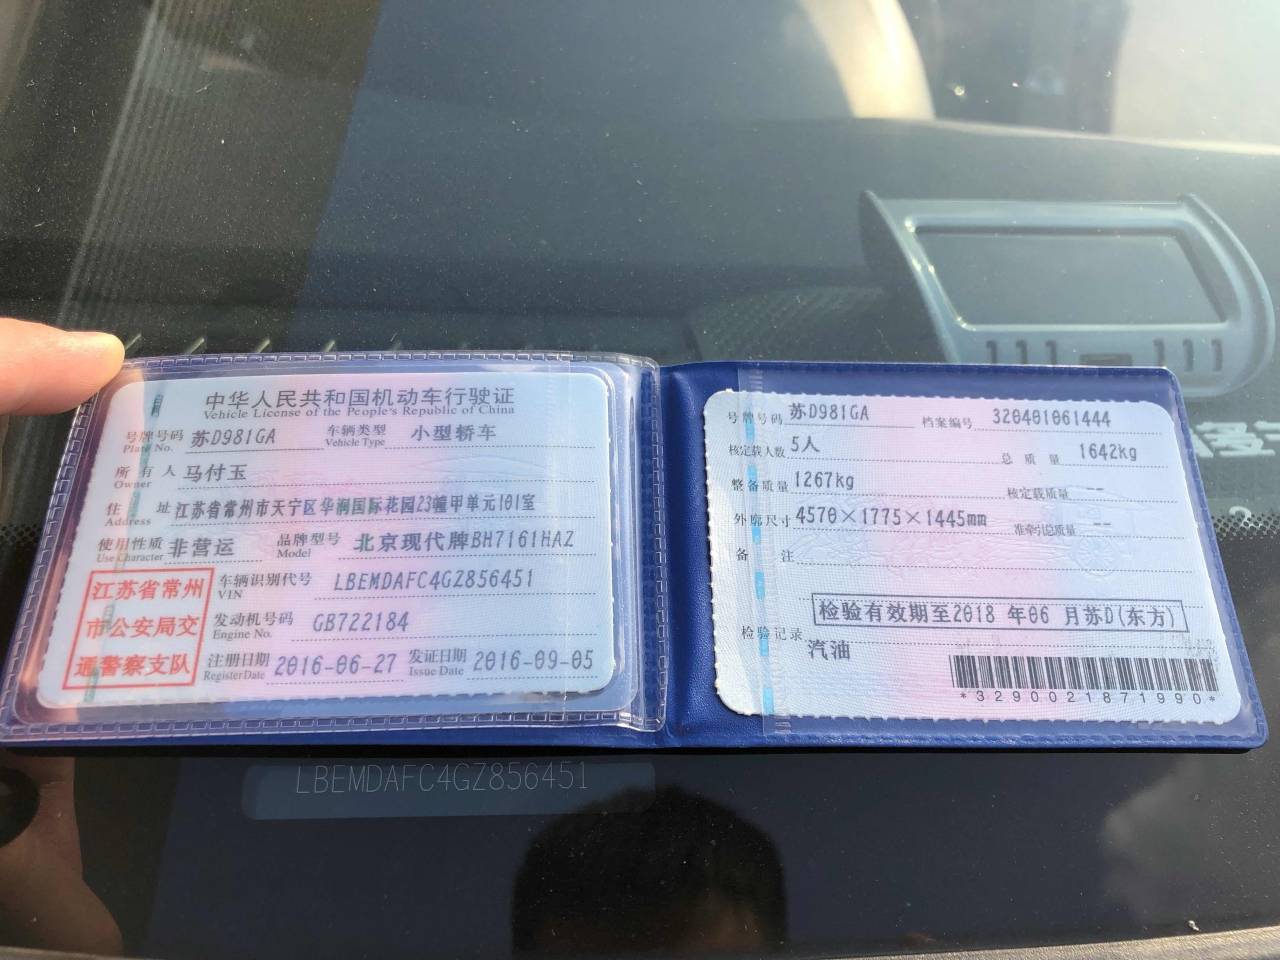 中华人民共和国机动车行驶证
Vehicle License of the People's Republic of China
号牌号码 苏D981GA 车辆类型 小型轿车
Plate No. Vehicle Type
所有人 马付玉
Owner
住址 江苏省常州市天宁区华润国际花园23幢甲单元101室
Address
使用性质 非营运 品牌型号 北京现代牌BH7161HAZ
Use Character Model
江苏省常州
市公安局交
通警察支队
车辆识别代号 LBEMDAFC4GZ856451
VIN
发动机号码 GB722184
Engine No.
注册日期 2016-06-27 发证日期 2016-09-05
Register Date Issue Date
号牌号码 苏D981GA 档案编号 320401061444
核定载人数 5人 总质量 1642kg
整备质量 1267kg 核定载质量 --
外廓尺寸 4570×1775×1445mm 准牵引总质量 --
备注
检验有效期至2018 年06 月苏D(东方)
检验记录
汽油
*3290021871990*
LBEMDAFC4GZ856451